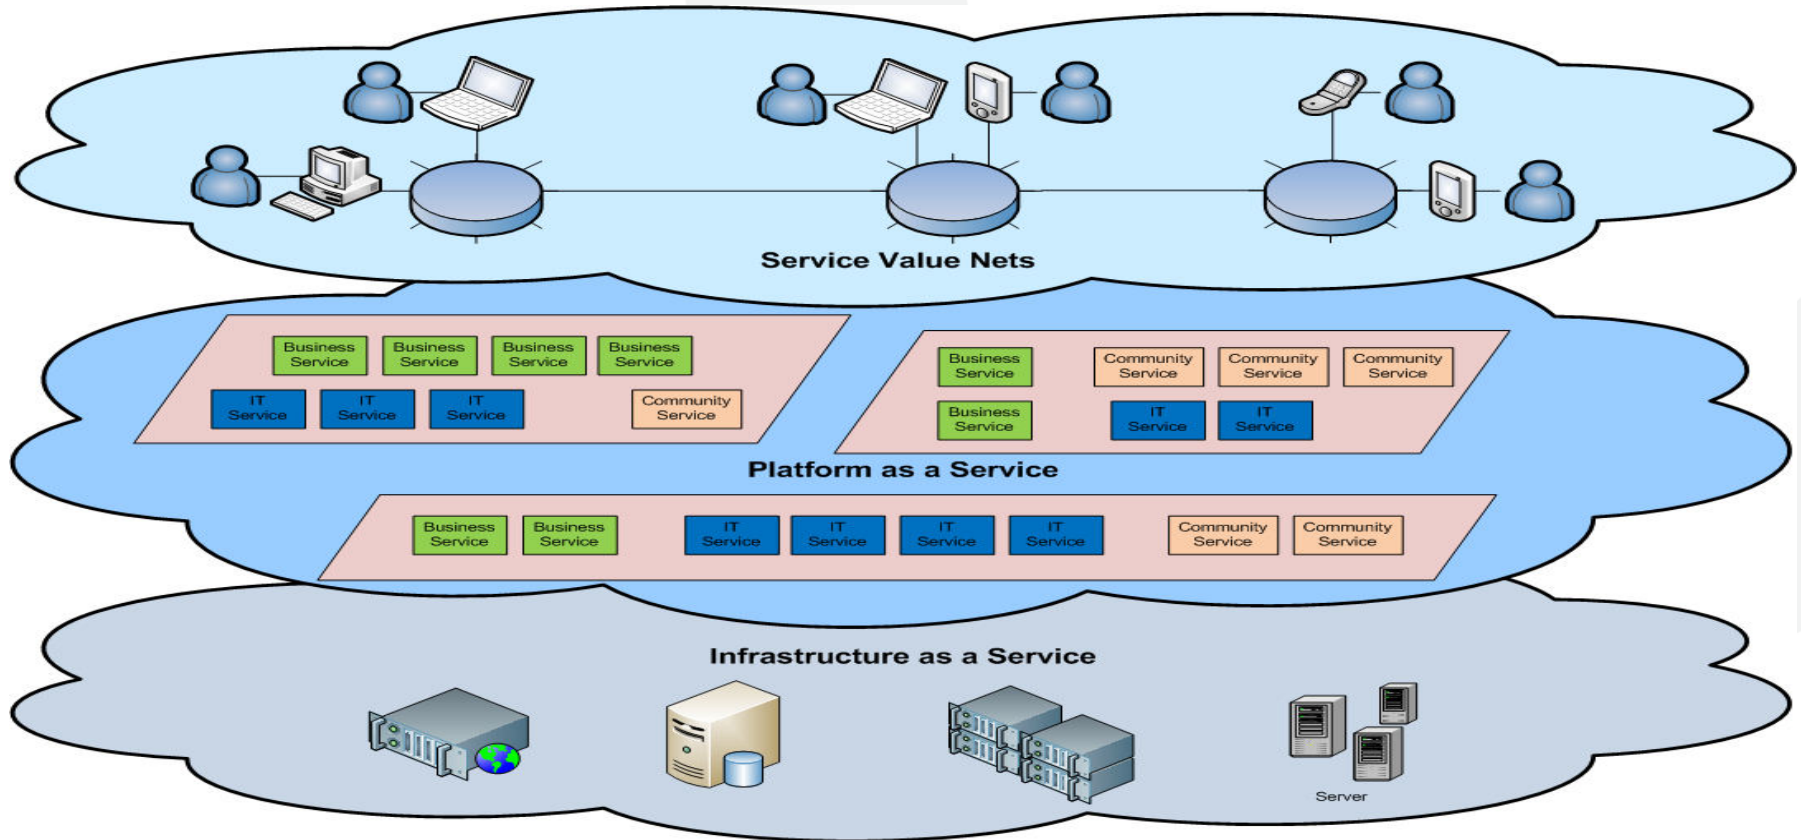 Service Value Nets
Business Business Business Business
Service Service Service Service
IT IT IT Community
Service Service Service Service
Business Community Community Community
Service Service Service Service
Business IT IT
Service Service Service
Platform as a Service
Business Business IT IT IT IT Community Community
Service Service Service Service Service Service Service Service
Infrastructure as a Service
Server